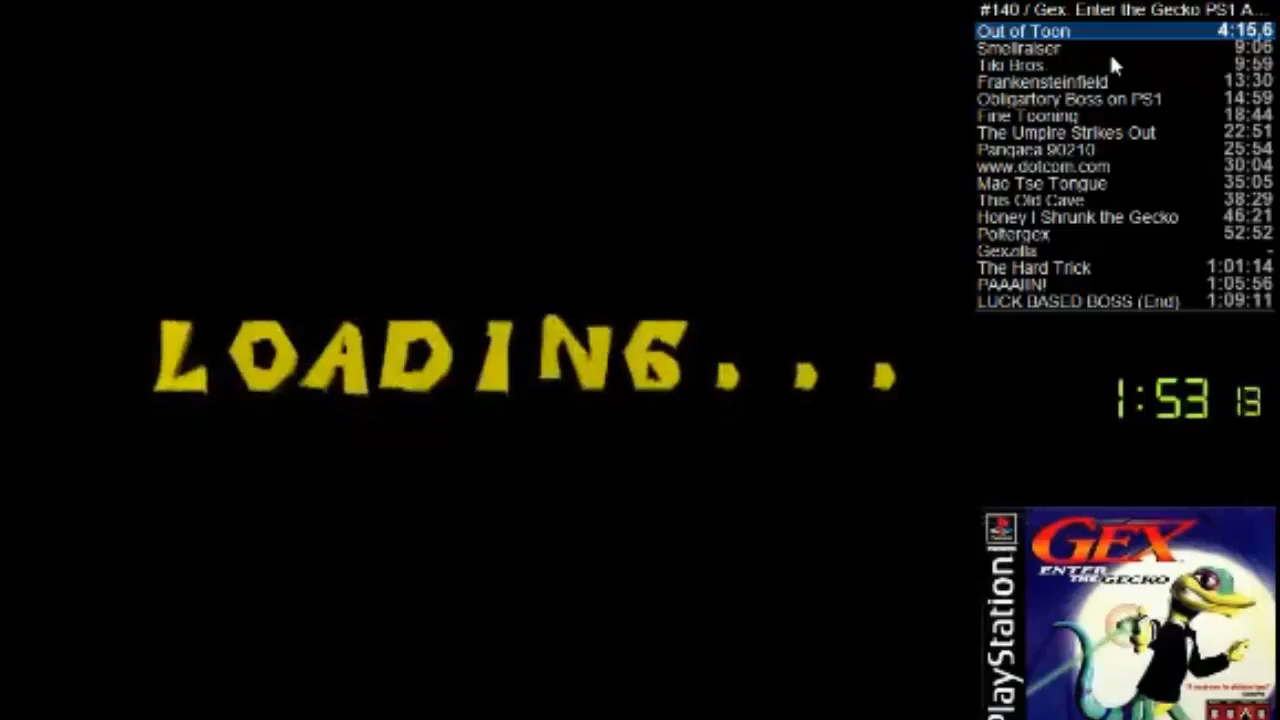 #140 / Gex: Enter the Gecko PS1 A...
Out of Toon 4:15,6
Smellraiser 9:06
Tiki Bros. 9:59
Frankensteinfield 13:30
Obligartory Boss on PS1 14:59
Fine Tooning 18:44
The Umpire Strikes Out 22:51
Pangaea 90210 25:54
www.dotcom.com 30:04
Mao Tse Tongue 35:05
This Old Cave 38:29
Honey I Shrunk the Gecko 46:21
Poltergex 52:52
Gexzilla -
The Hard Trick 1:01:14
PAAAIIN! 1:05:56
LUCK BASED BOSS (End) 1:09:11
LOADING...
1:53 13
GEX
ENTER
THE GECKO
PlayStation